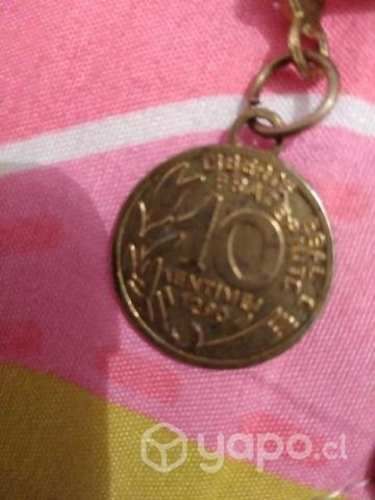 LIBERTE
EGALITE
FRATERNITE
10
CENTIMES
yapo.cl